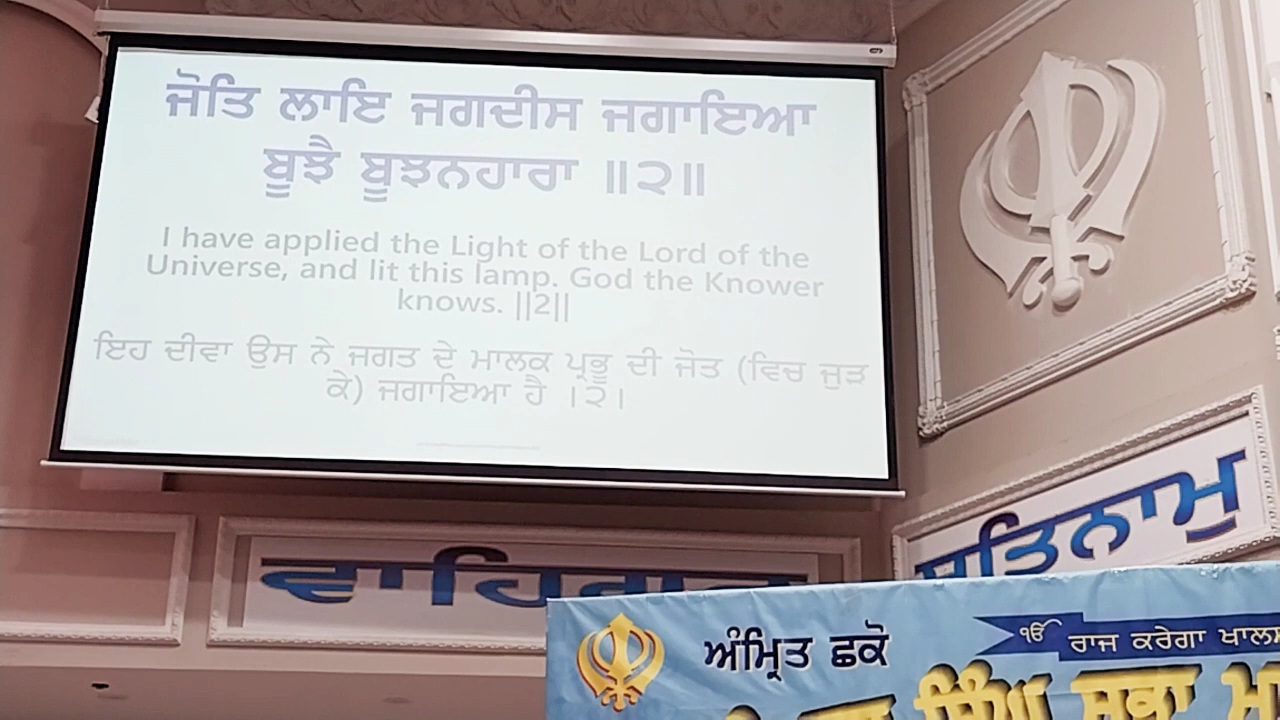 ਜੋਤਿ ਲਾਇ ਜਗਦੀਸ ਜਗਾਇਆ
ਬੂਝੈ ਬੂਝਨਹਾਰਾ ॥੨॥
I have applied the Light of the Lord of the
Universe, and lit this lamp. God the Knower
knows. ||2||
ਇਹ ਦੀਵਾ ਉਸ ਨੇ ਜਗਤ ਦੇ ਮਾਲਕ ਪ੍ਰਭੂ ਦੀ ਜੋਤ (ਵਿਚ ਜੁੜ
ਕੇ) ਜਗਾਇਆ ਹੈ ।੨।
ਸਤਿਨਾਮੁ
ਅੰਮ੍ਰਿਤ ਛਕੋ
ੴ ਰਾਜ ਕਰੇਗਾ
ਸਿੰਘ ਸਭਾ